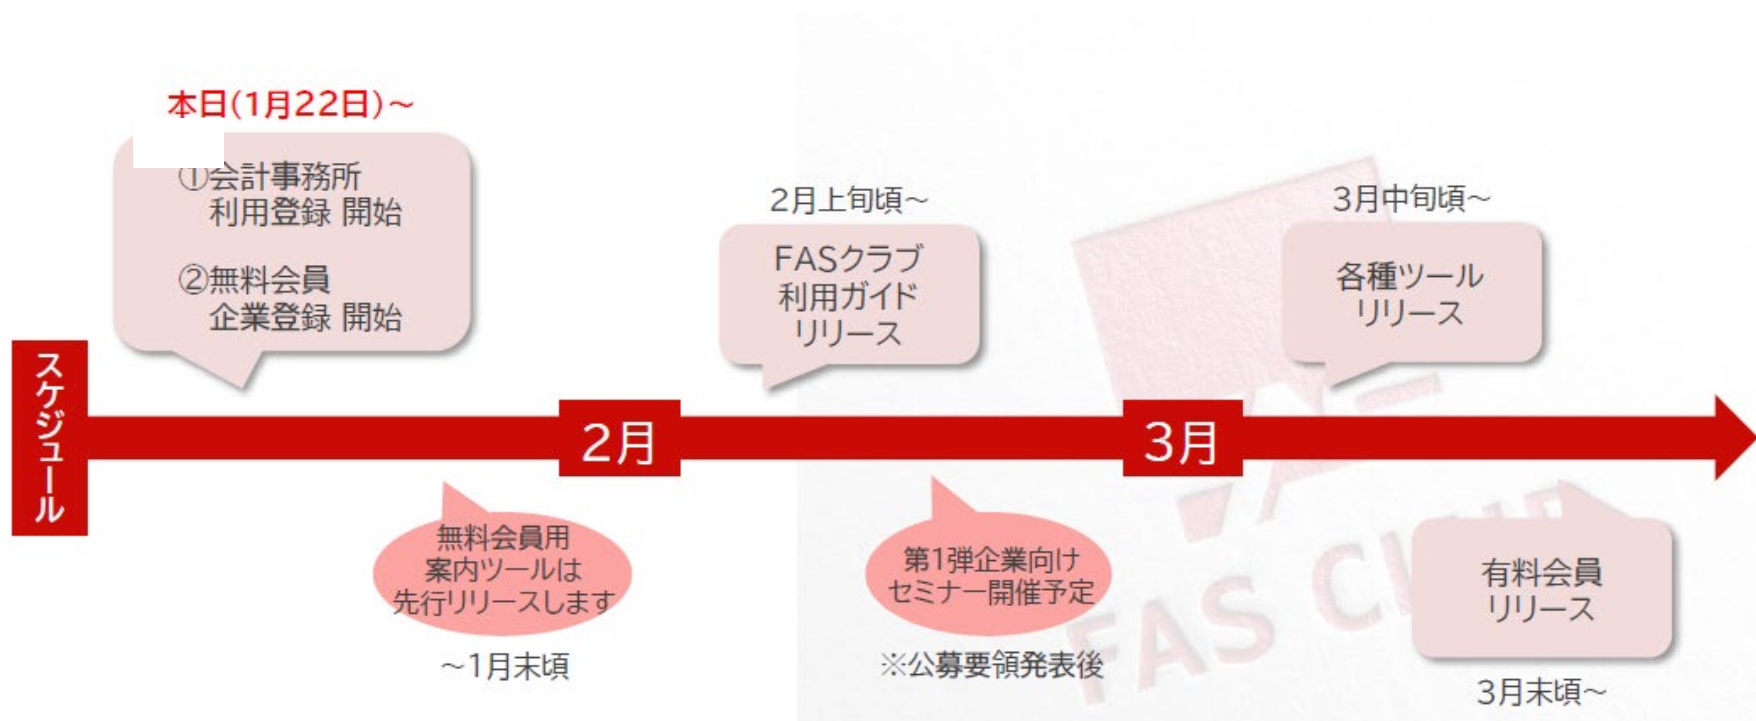 本日(1月22日)～
①会計事務所
利用登録 開始
②無料会員
企業登録 開始
2月上旬頃～
FASクラブ
利用ガイド
リリース
3月中旬頃～
各種ツール
リリース
スケジュール
2月
3月
無料会員用
案内ツールは
先行リリースします
～1月末頃
第1弾企業向け
セミナー開催予定
※公募要領発表後
有料会員
リリース
3月末頃～
FAS CLUB